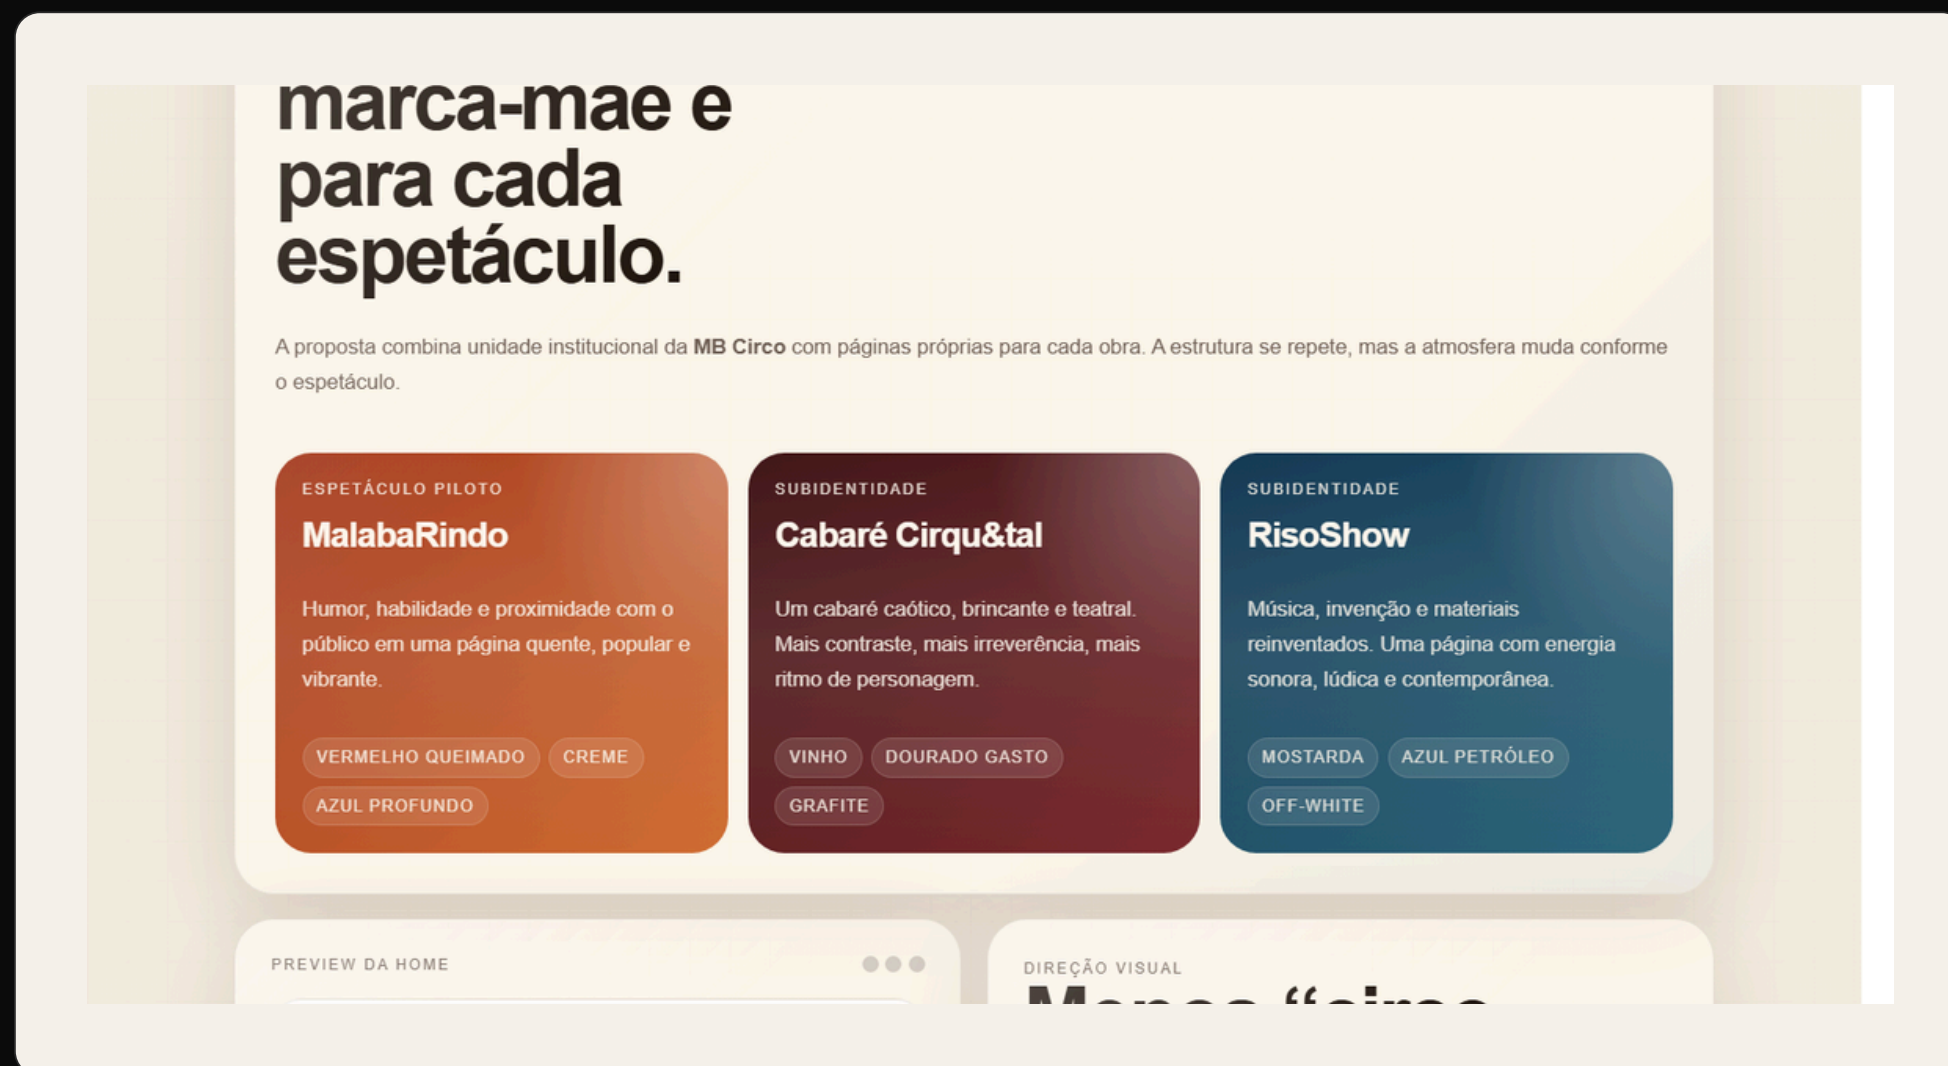 marca-mãe e
para cada
espetáculo.
A proposta combina unidade institucional da MB Circo com páginas próprias para cada obra. A estrutura se repete, mas a atmosfera muda conforme
o espetáculo.
ESPETÁCULO PILOTO
MalabaRindo
Humor, habilidade e proximidade com o
público em uma página quente, popular e
vibrante.
VERMELHO QUEIMADO
CREME
AZUL PROFUNDO
SUBIDENTIDADE
Cabaré Cirqu&tal
Um cabaré caótico, brincante e teatral.
Mais contraste, mais irreverência, mais
ritmo de personagem.
VINHO
DOURADO GASTO
GRAFITE
SUBIDENTIDADE
RisoShow
Música, invenção e materiais
reinventados. Uma página com energia
sonora, lúdica e contemporânea.
MOSTARDA
AZUL PETRÓLEO
OFF-WHITE
PREVIEW DA HOME
DIREÇÃO VISUAL
Menos “circo